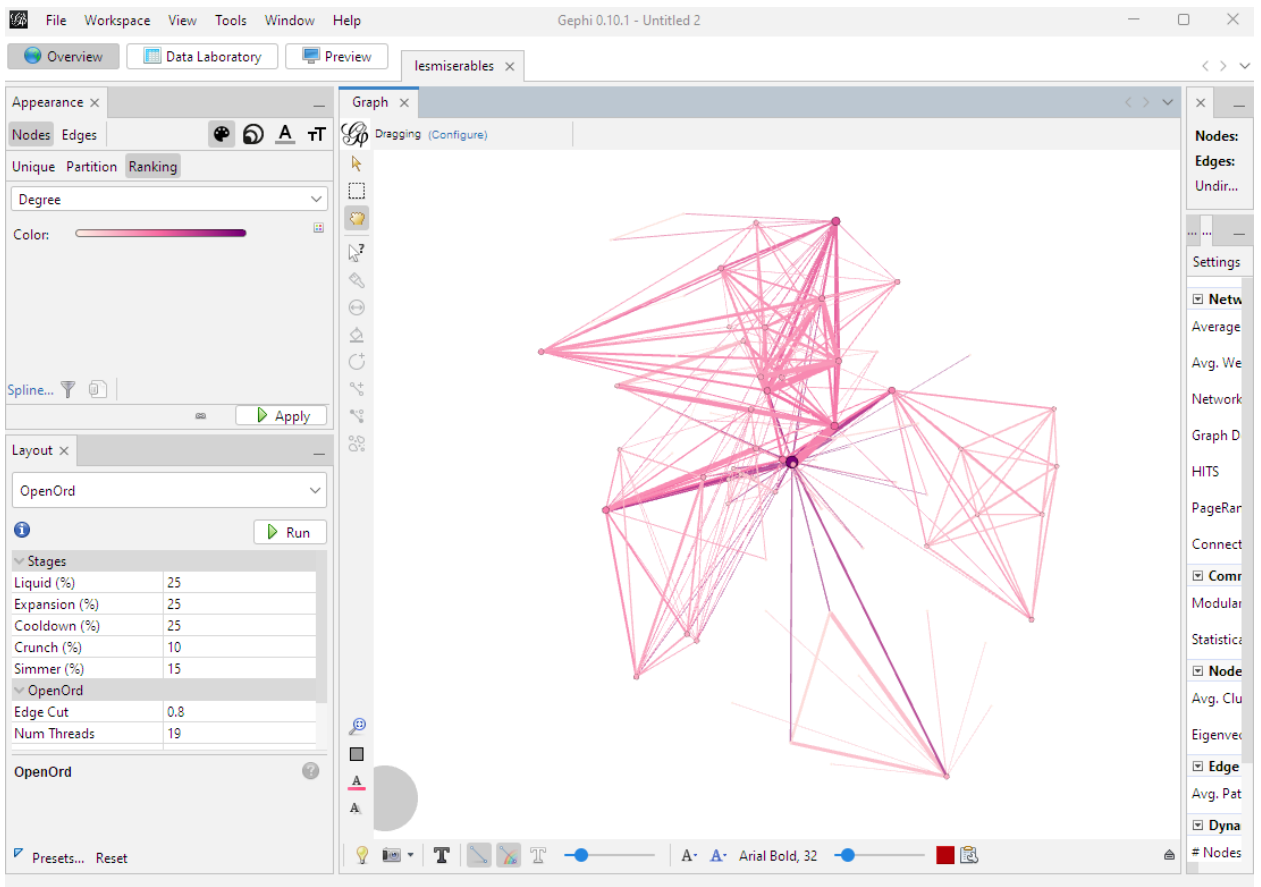 File Workspace View Tools Window Help
Gephi 0.10.1 - Untitled 2
Overview Data Laboratory Preview
lesmiserables
Appearance
Nodes Edges
Unique Partition Ranking
Degree
Color:
Spline...
Apply
Layout
OpenOrd
Run
Stages
Liquid (%) 25
Expansion (%) 25
Cooldown (%) 25
Crunch (%) 10
Simmer (%) 15
OpenOrd
Edge Cut 0.8
Num Threads 19
OpenOrd
Presets... Reset
Graph
Dragging (Configure)
A- A- Arial Bold, 32
Nodes:
Edges:
Undir...
... ...
Settings
Netw
Average
Avg. We
Network
Graph D
HITS
PageRan
Connect
Comm
Modular
Statistica
Node
Avg. Clu
Eigenvec
Edge
Avg. Pat
Dyna
# Nodes